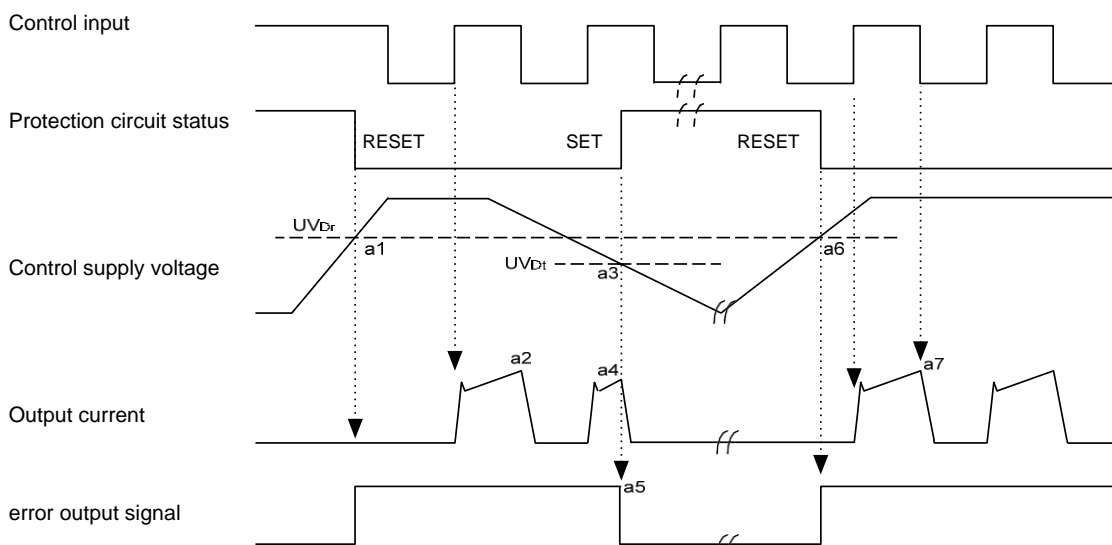 Control input
Protection circuit status
RESET
SET
RESET
UVDr
a1
a6
Control supply voltage
UVDt
a3
a2
a4
a7
Output current
a5
error output signal